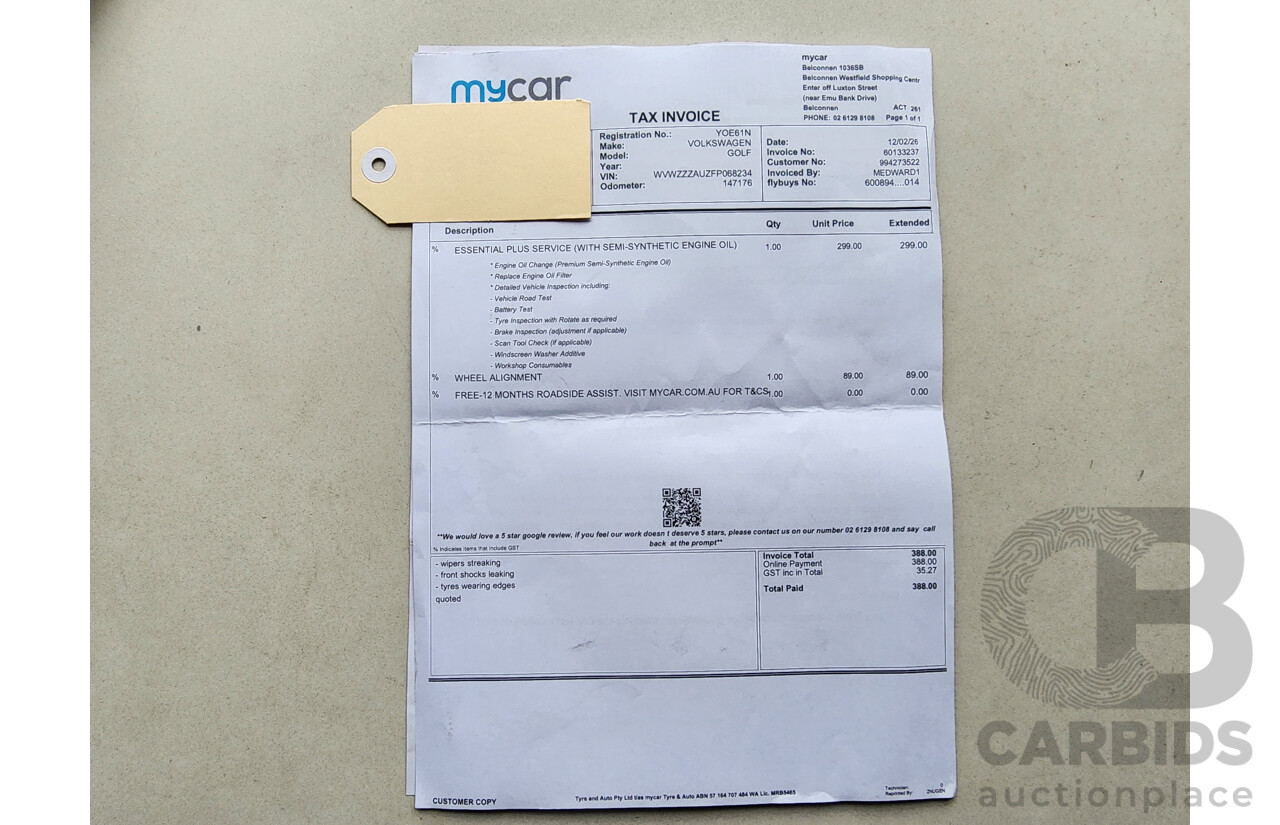 mycar
mycar
Belconnen 1036SB
Belconnen Westfield Shopping Centr
Enter off Luxton Street
(near Emu Bank Drive)
Belconnen ACT 261
PHONE: 02 6129 8108 Page 1 of 1
TAX INVOICE
Registration No.: YOE61N
Make: VOLKSWAGEN
Model: GOLF
Year:
VIN: WVWZZZAUZFP068234
Odometer: 147176
Date: 12/02/26
Invoice No: 60133237
Customer No: 994273522
Invoiced By: MEDWARD1
flybuys No: 600894....014
Description Qty Unit Price Extended
% ESSENTIAL PLUS SERVICE (WITH SEMI-SYNTHETIC ENGINE OIL) 1.00 299.00 299.00
* Engine Oil Change (Premium Semi-Synthetic Engine Oil)
* Replace Engine Oil Filter
* Detailed Vehicle Inspection including:
- Vehicle Road Test
- Battery Test
- Tyre Inspection with Rotate as required
- Brake Inspection (adjustment if applicable)
- Scan Tool Check (if applicable)
- Windscreen Washer Additive
- Workshop Consumables
% WHEEL ALIGNMENT 1.00 89.00 89.00
% FREE-12 MONTHS ROADSIDE ASSIST. VISIT MYCAR.COM.AU FOR T&CS 1.00 0.00 0.00
**We would love a 5 star google review, if you feel our work doesn t deserve 5 stars, please contact us on our number 02 6129 8108 and say call
back at the prompt**
% Indicates items that include GST
- wipers streaking
- front shocks leaking
- tyres wearing edges
quoted
Invoice Total 388.00
Online Payment 388.00
GST inc in Total 35.27
Total Paid 388.00
CUSTOMER COPY
Tyre and Auto Pty Ltd t/as mycar Tyre & Auto ABN 57 164 707 484 WA Lic. MRB5465
Technician: 0
Reprinted By: ZNUGEN
CB
CARBIDS
auctionplace